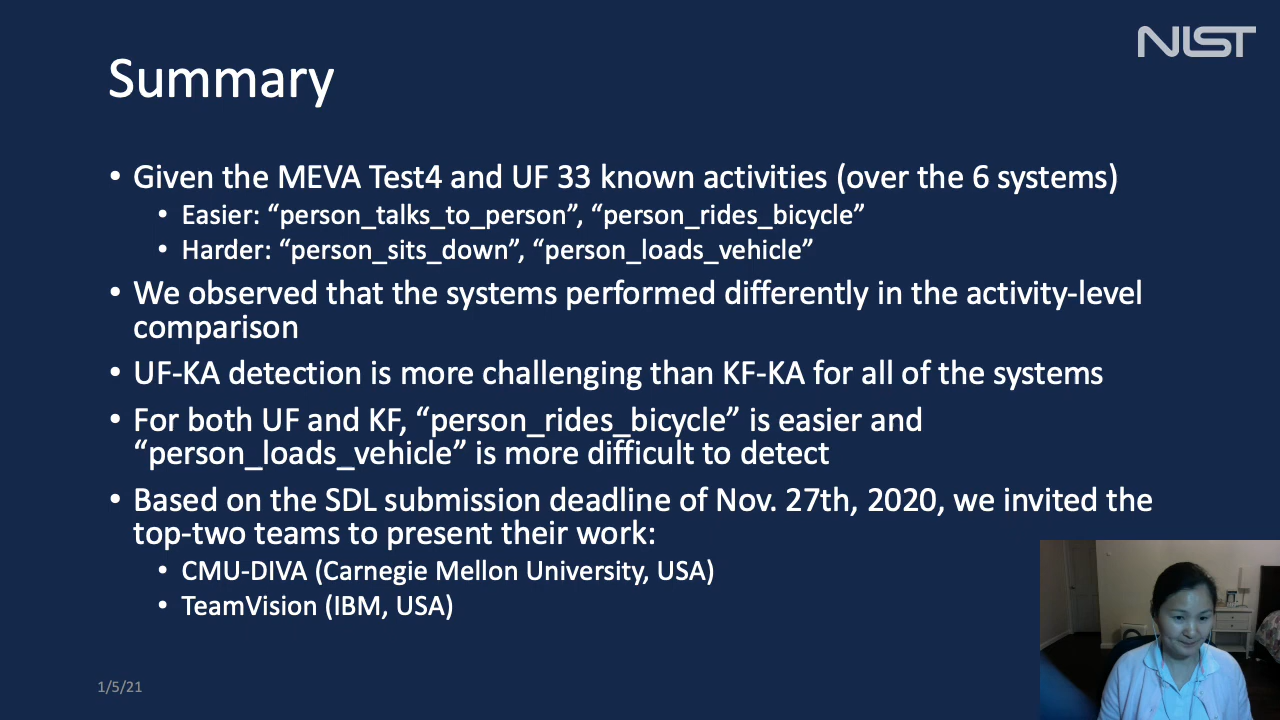 NIST
Summary
• Given the MEVA Test4 and UF 33 known activities (over the 6 systems)
• Easier: “person_talks_to_person”, “person_rides_bicycle”
• Harder: “person_sits_down”, “person_loads_vehicle”
• We observed that the systems performed differently in the activity-level
comparison
• UF-KA detection is more challenging than KF-KA for all of the systems
• For both UF and KF, “person_rides_bicycle” is easier and
“person_loads_vehicle” is more difficult to detect
• Based on the SDL submission deadline of Nov. 27th, 2020, we invited the
top-two teams to present their work:
• CMU-DIVA (Carnegie Mellon University, USA)
• TeamVision (IBM, USA)
1/5/21